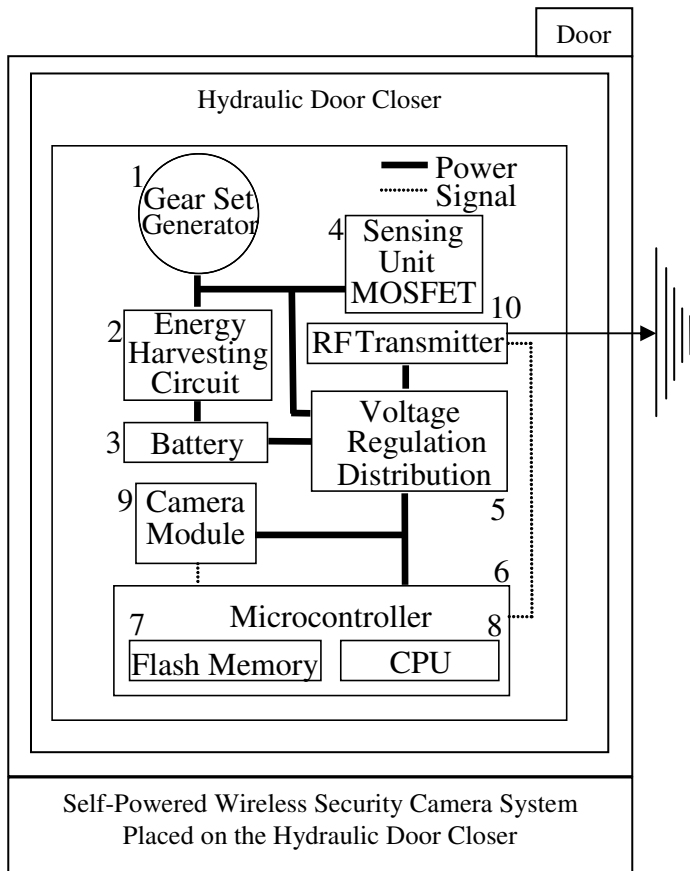 Door
Hydraulic Door Closer
1
Gear Set
Generator
Power
Signal
4
Sensing
Unit
MOSFET
2
Energy
Harvesting
Circuit
10
RF Transmitter
3
Battery
Voltage
Regulation
Distribution
5
9
Camera
Module
6
Microcontroller
7
Flash Memory
8
CPU
Self-Powered Wireless Security Camera System
Placed on the Hydraulic Door Closer